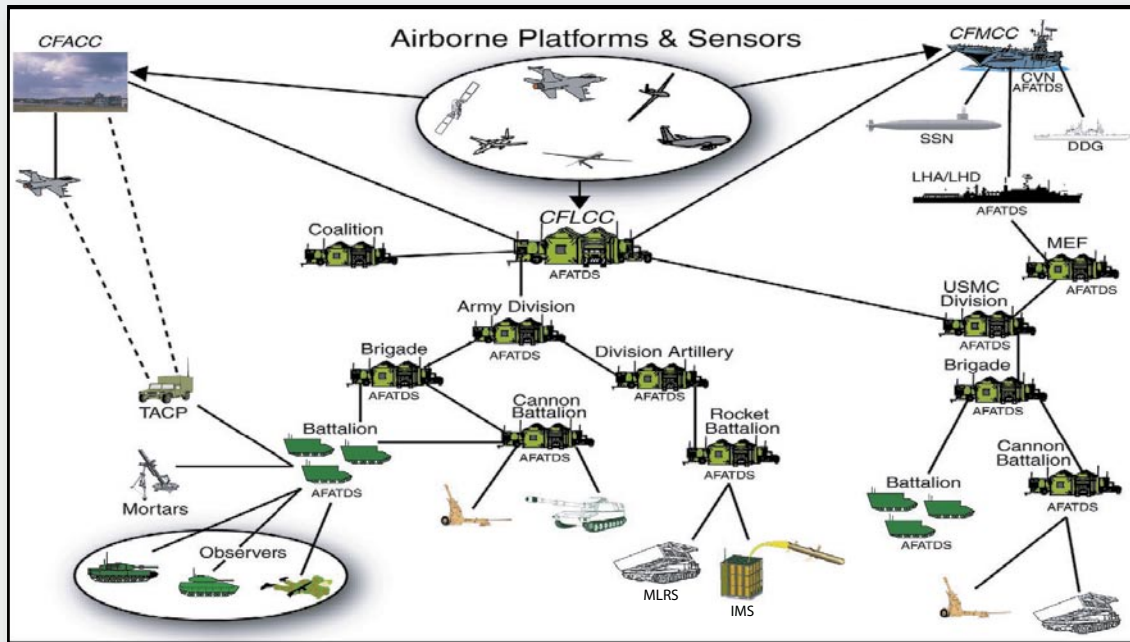 CFACC
Airborne Platforms & Sensors
CFMCC
CVN
AFATDS
SSN
DDG
LHA/LHD
AFATDS
CFLCC
AFATDS
Coalition
MEF
AFATDS
USMC
Division
AFATDS
Army Division
AFATDS
Brigade
AFATDS
Division Artillery
AFATDS
Brigade
AFATDS
TACP
Battalion
AFATDS
Cannon
Battalion
AFATDS
Rocket
Battalion
AFATDS
Cannon
Battalion
AFATDS
Battalion
AFATDS
Mortars
Observers
MLRS
IMS